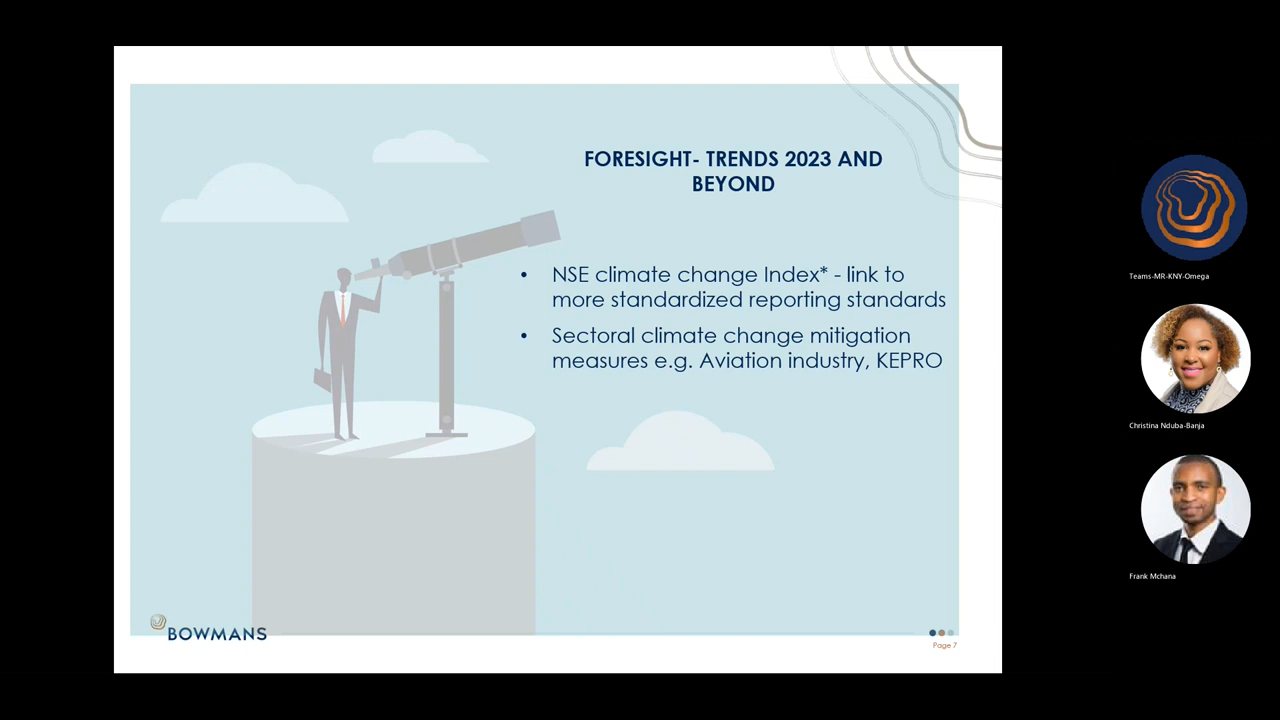 FORESIGHT- TRENDS 2023 AND
BEYOND
• NSE climate change Index* - link to
more standardized reporting standards
• Sectoral climate change mitigation
measures e.g. Aviation industry, KEPRO
BOWMANS
Page 7
Teams-MR-KNY-Omega
Christina Nduba-Banja
Frank Mchana